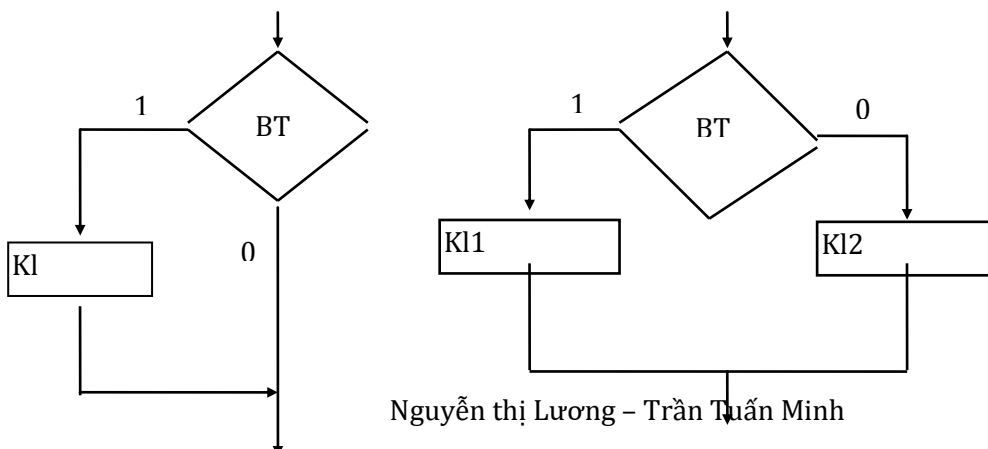 1
BT
0
Kl
1
BT
0
Kl1
Kl2
Nguyễn thị Lương – Trần Tuấn Minh